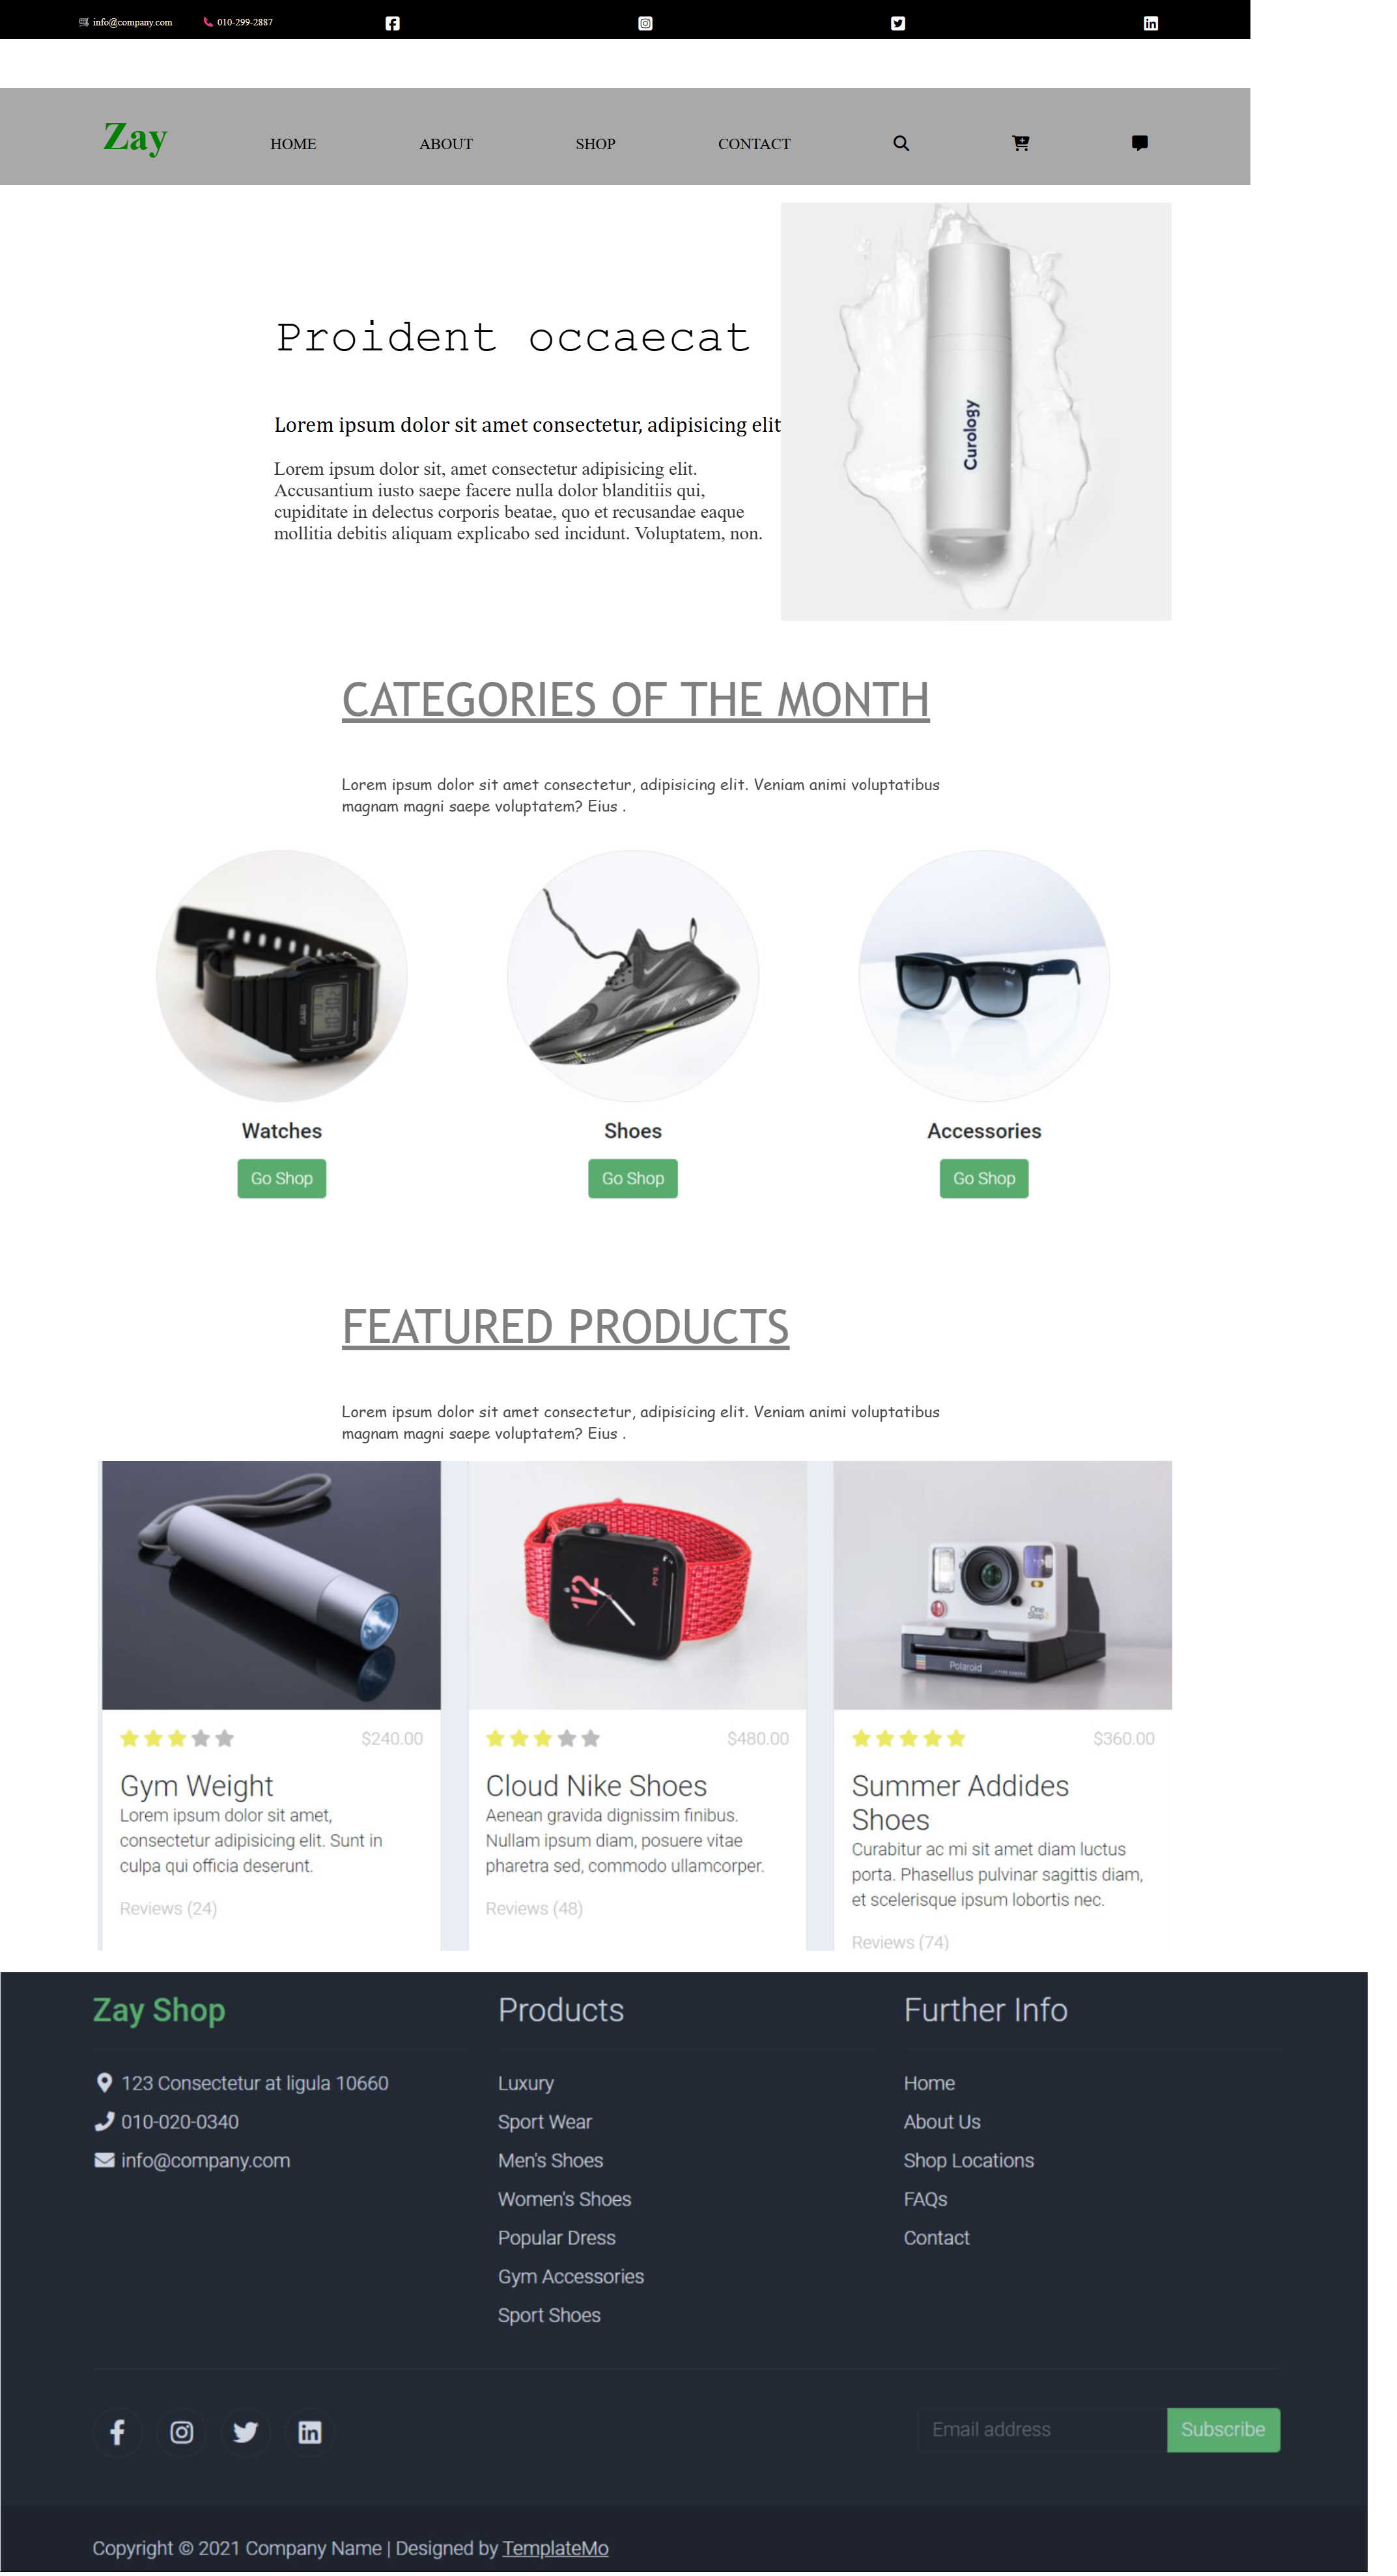 info@company.com 010-299-2887
Zay HOME ABOUT SHOP CONTACT
Proident occaecat
Lorem ipsum dolor sit amet consectetur, adipisicing elit
Lorem ipsum dolor sit, amet consectetur adipisicing elit.
Accusantium iusto saepe facere nulla dolor blanditiis qui,
cupiditate in delectus corporis beatae, quo et recusandae eaque
mollitia debitis aliquam explicabo sed incidunt. Voluptatem, non.
Curology
CATEGORIES OF THE MONTH
Lorem ipsum dolor sit amet consectetur, adipisicing elit. Veniam animi voluptatibus
magnam magni saepe voluptatem? Eius .
Watches
Go Shop
Shoes
Go Shop
Accessories
Go Shop
FEATURED PRODUCTS
Lorem ipsum dolor sit amet consectetur, adipisicing elit. Veniam animi voluptatibus
magnam magni saepe voluptatem? Eius .
$240.00
Gym Weight
Lorem ipsum dolor sit amet,
consectetur adipisicing elit. Sunt in
culpa qui officia deserunt.
Reviews (24)
12
$480.00
Cloud Nike Shoes
Aenean gravida dignissim finibus.
Nullam ipsum diam, posuere vitae
pharetra sed, commodo ullamcorper.
Reviews (48)
One
Step
Polaroid
$360.00
Summer Addides
Shoes
Curabitur ac mi sit amet diam luctus
porta. Phasellus pulvinar sagittis diam,
et scelerisque ipsum lobortis nec.
Reviews (74)
Zay Shop
123 Consectetur at ligula 10660
010-020-0340
info@company.com
Products
Luxury
Sport Wear
Men's Shoes
Women's Shoes
Popular Dress
Gym Accessories
Sport Shoes
Further Info
Home
About Us
Shop Locations
FAQs
Contact
Email address Subscribe
Copyright © 2021 Company Name | Designed by TemplateMo